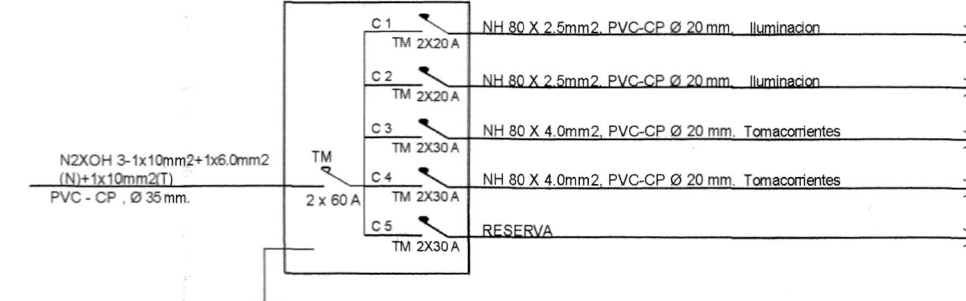 C 1
TM 2X20 A
NH 80 X 2.5mm2, PVC-CP Ø 20 mm. Iluminacion
C 2
TM 2X20 A
NH 80 X 2.5mm2, PVC-CP Ø 20 mm. Iluminacion
C 3
TM 2X30 A
NH 80 X 4.0mm2, PVC-CP Ø 20 mm. Tomacorrientes
N2XOH 3-1x10mm2+1x6.0mm2
(N)+1x10mm2(T)
PVC - CP , Ø 35 mm.
TM
2 x 60 A
C 4
TM 2X30 A
NH 80 X 4.0mm2, PVC-CP Ø 20 mm. Tomacorrientes
C 5
TM 2X30 A
RESERVA